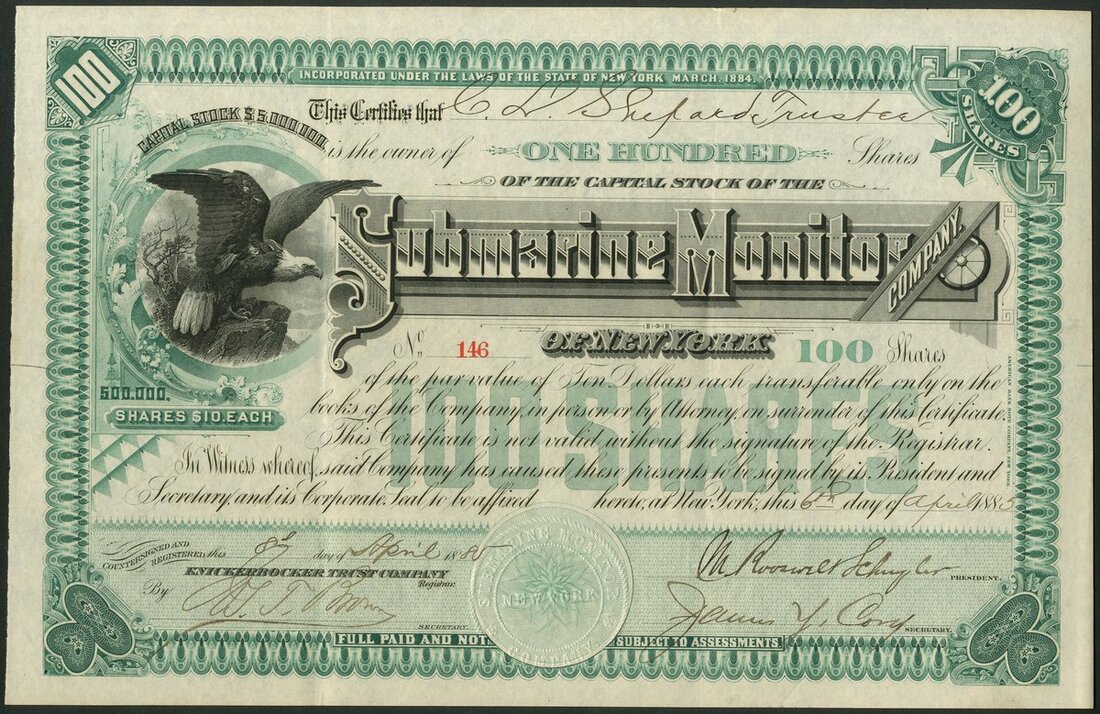 100
INCORPORATED UNDER THE LAWS OF THE STATE OF NEW YORK, MARCH, 1884.
100 SHARES
CAPITAL STOCK $5,000,000.
This Certifies that C. D. Shepard Trustee
is the owner of ONE HUNDRED Shares
OF THE CAPITAL STOCK OF THE
Submarine Monitor COMPANY.
OF NEW YORK
No. 146 100 Shares
500,000.
SHARES $10. EACH
100 SHARES
of the par value of Ten Dollars each transferable only on the
books of the Company, in person or by Attorney, on surrender of this Certificate.
This Certificate is not valid without the signature of the Registrar.
In Witness whereof, said Company has caused these presents to be signed by its President and
Secretary, and its Corporate Seal to be affixed hereto, at New York, this 6th day of April 1885
COUNTERSIGNED AND REGISTERED this 8th day of April 1885
KNICKERBOCKER TRUST COMPANY
Registrar.
By
SECRETARY.
M. Roosevelt Schuyler PRESIDENT.
James Y. SECRETARY.
NEW YORK
COMPANY
FULL PAID AND NOT SUBJECT TO ASSESSMENTS.